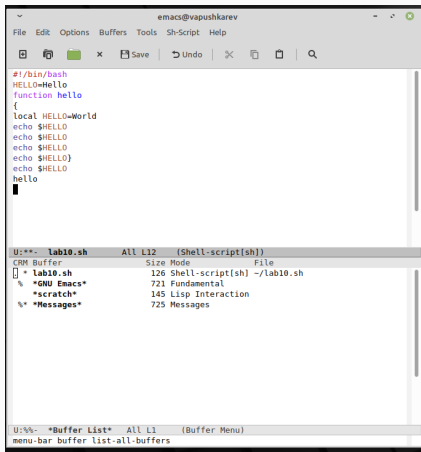 emacs@vapushkarev
File Edit Options Buffers Tools Sh-Script Help
Save Undo
#!/bin/bash
HELLO=Hello
function hello
{
local HELLO=World
echo $HELLO
echo $HELLO
echo $HELLO
echo $HELLO}
echo $HELLO
hello
U:**- lab10.sh All L12 (Shell-script[sh])
CRM Buffer Size Mode File
. * lab10.sh 126 Shell-script[sh] ~/lab10.sh
% *GNU Emacs* 721 Fundamental
*scratch* 145 Lisp Interaction
%* *Messages* 725 Messages
U:%%- *Buffer List* All L1 (Buffer Menu)
menu-bar buffer list-all-buffers